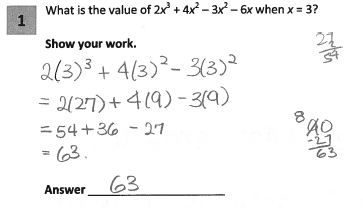 1
What is the value of 2x³ + 4x² – 3x² – 6x when x = 3?
Show your work.
2(3)³ + 4(3)² - 3(3)²
= 2(27) + 4(9) - 3(9)
= 54 + 36 - 27
= 63.
Answer 63
27
2
54
8
90
-27
63